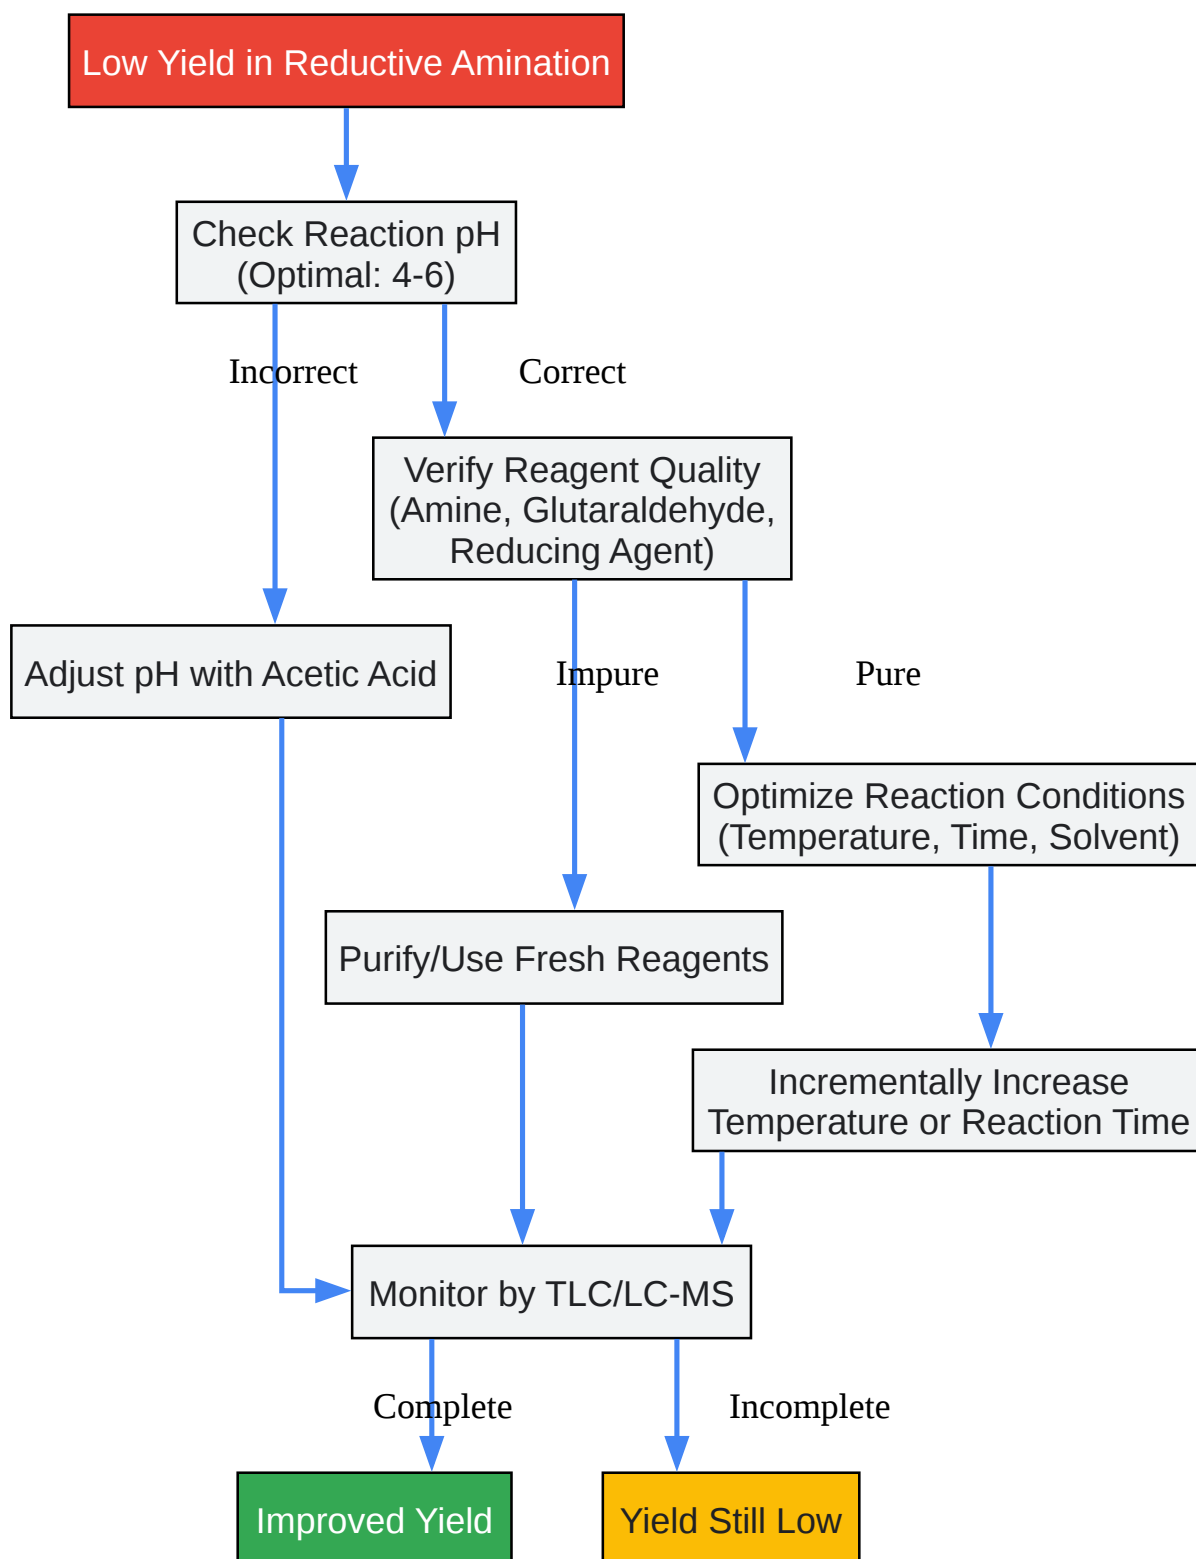 Low Yield in Reductive Amination
Check Reaction pH
(Optimal: 4-6)
Incorrect
Correct
Verify Reagent Quality
(Amine, Glutaraldehyde,
Reducing Agent)
Adjust pH with Acetic Acid
Impure
Pure
Optimize Reaction Conditions
(Temperature, Time, Solvent)
Purify/Use Fresh Reagents
Incrementally Increase
Temperature or Reaction Time
Monitor by TLC/LC-MS
Complete
Incomplete
Improved Yield
Yield Still Low